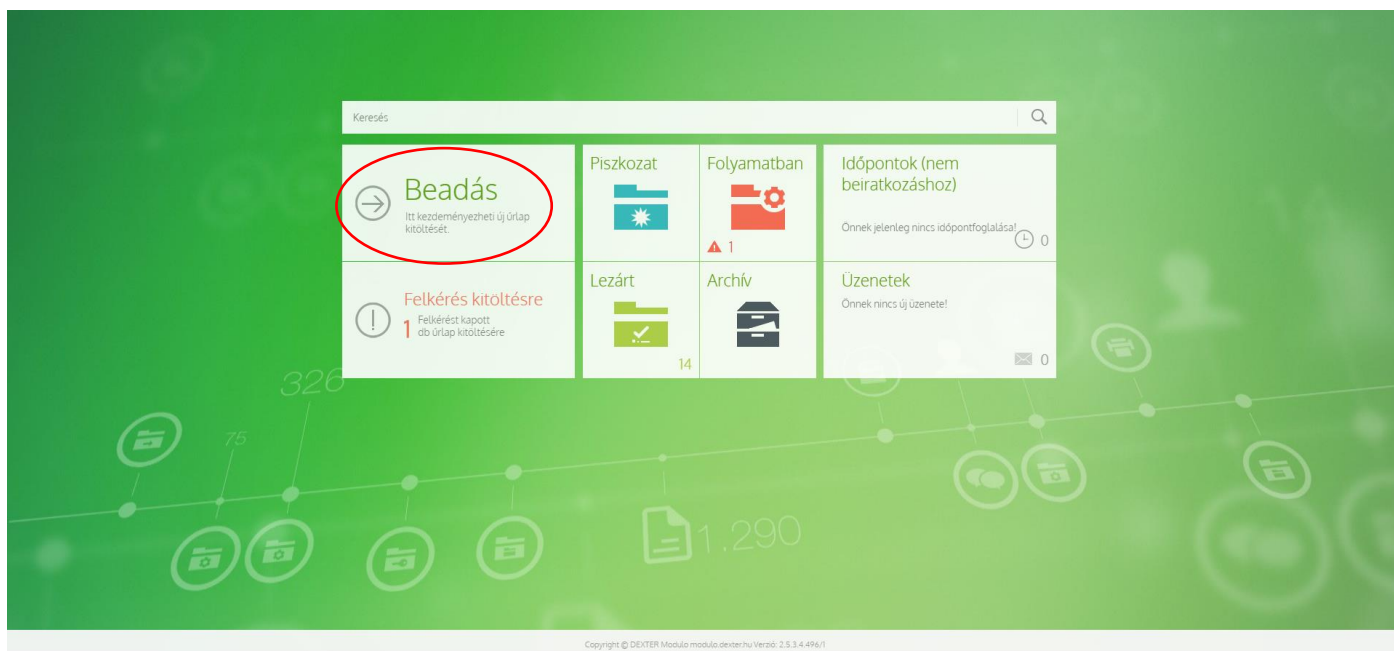 Keresés
Beadás
Itt kezdeményezheti új űrlap
kitöltését.
Piszkozat
Folyamatban
1
Időpontok (nem
beiratkozáshoz)
Önnek jelenleg nincs időpontfoglalása!
0
Felkérés kitöltésre
1 Felkérést kapott
db űrlap kitöltésére
Lezárt
14
Archív
Üzenetek
Önnek nincs új üzenete!
0
326
75
1.290
Copyright © DEXTER Modulo modulo.dexter.hu Verzió: 2.5.3.4.496/1